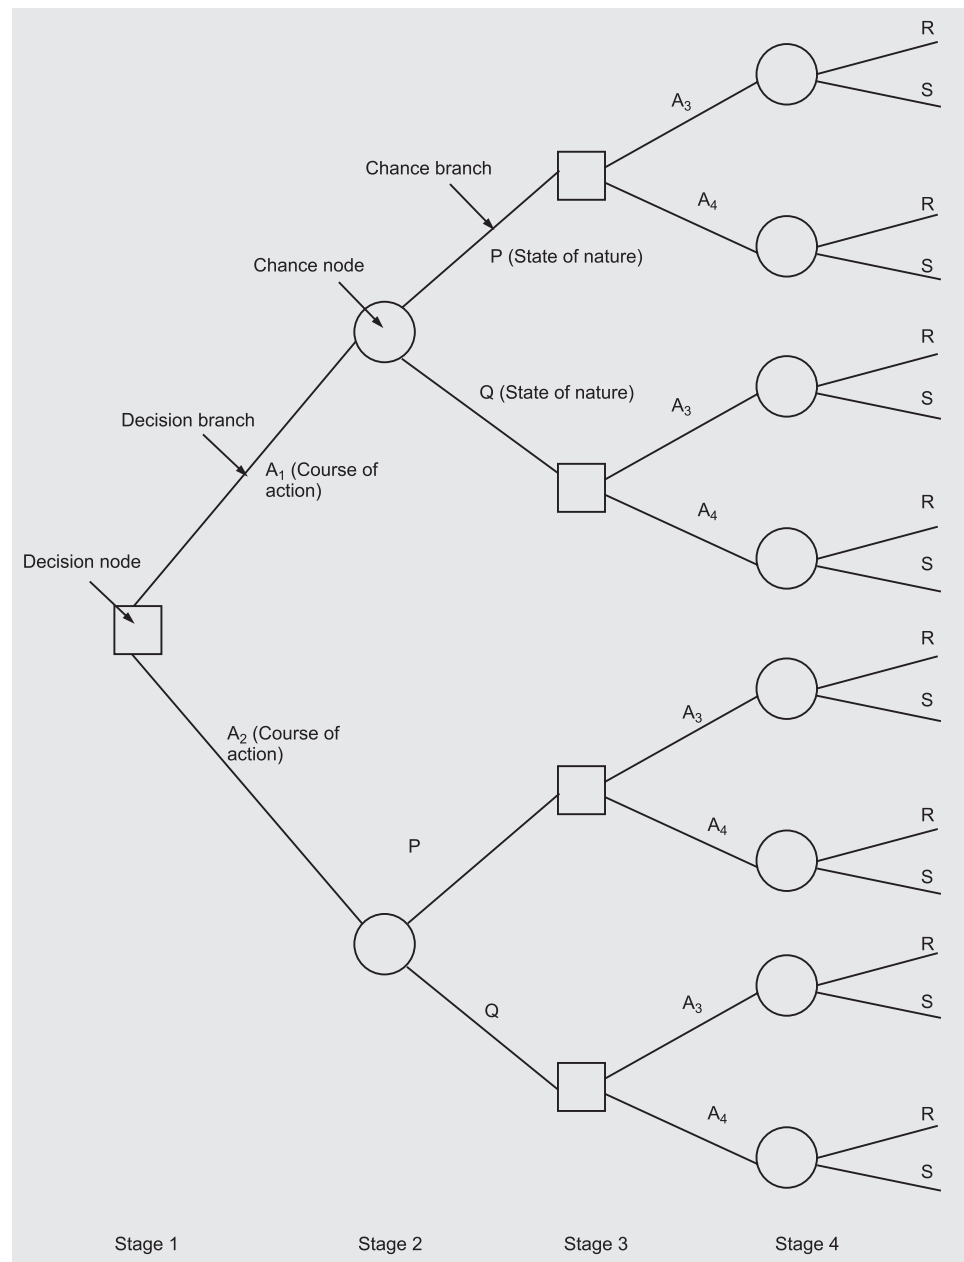 R
A3
S
Chance branch
A4
R
P (State of nature)
Chance node
S
R
Q (State of nature)
A3
S
Decision branch
A1 (Course of
action)
A4
R
Decision node
S
R
A3
S
A2 (Course of
action)
R
A4
P
S
R
A3
S
Q
A4
R
S
Stage 1 Stage 2 Stage 3 Stage 4